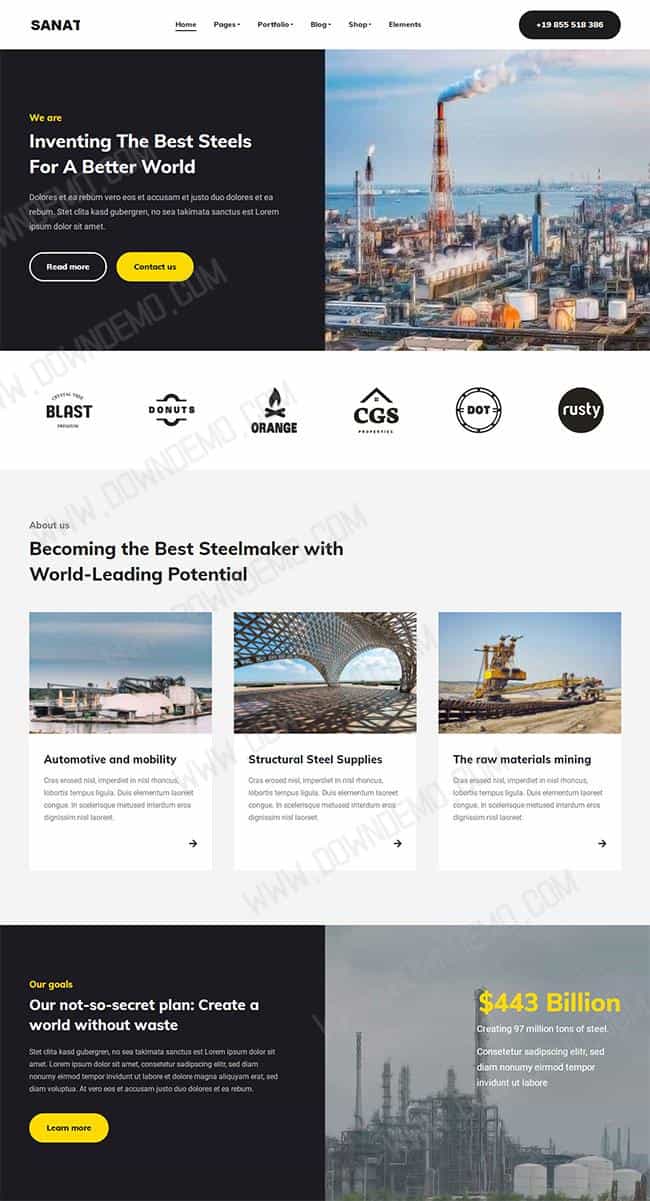 SANAT
Home Pages Portfolio Blog Shop Elements
+19 855 518 386
We are
Inventing The Best Steels
For A Better World
Dolores et ea rebum vero eos et accusam et justo duo dolores et ea
rebum. Stet clita kasd gubergren, no sea takimata sanctus est Lorem
ipsum dolor sit amet.
Read more
Contact us
CRYSTAL TREE
BLAST
PREMIUM
DONUTS
ORANGE
CGS
PROPERTIES
DOT
rusty
About us
Becoming the Best Steelmaker with
World-Leading Potential
Automotive and mobility
Cras erosed nisl, imperdiet in nisl rhoncus,
lobortis tempus ligula. Duis elementum laoreet
congue. In scelerisque metused interdum eros
dignissim nisl laoreet.
Structural Steel Supplies
Cras erosed nisl, imperdiet in nisl rhoncus,
lobortis tempus ligula. Duis elementum laoreet
congue. In scelerisque metused interdum eros
dignissim nisl laoreet.
The raw materials mining
Cras erosed nisl, imperdiet in nisl rhoncus,
lobortis tempus ligula. Duis elementum laoreet
congue. In scelerisque metused interdum eros
dignissim nisl laoreet.
Our goals
Our not-so-secret plan: Create a
world without waste
Stet clita kasd gubergren, no sea takimata sanctus est Lorem ipsum dolor sit
amet. Lorem ipsum dolor sit amet, consetetur sadipscing elitr, sed diam
nonumy eirmod tempor invidunt ut labore et dolore magna aliquyam erat, sed
diam voluptua. At vero eos et accusam justo duo dolores et ea rebum.
Learn more
$443 Billion
Creating 97 million tons of steel.
Consetetur sadipscing elitr, sed
diam nonumy eirmod tempor
invidunt ut labore
WWW.DOWNDEMO.COM